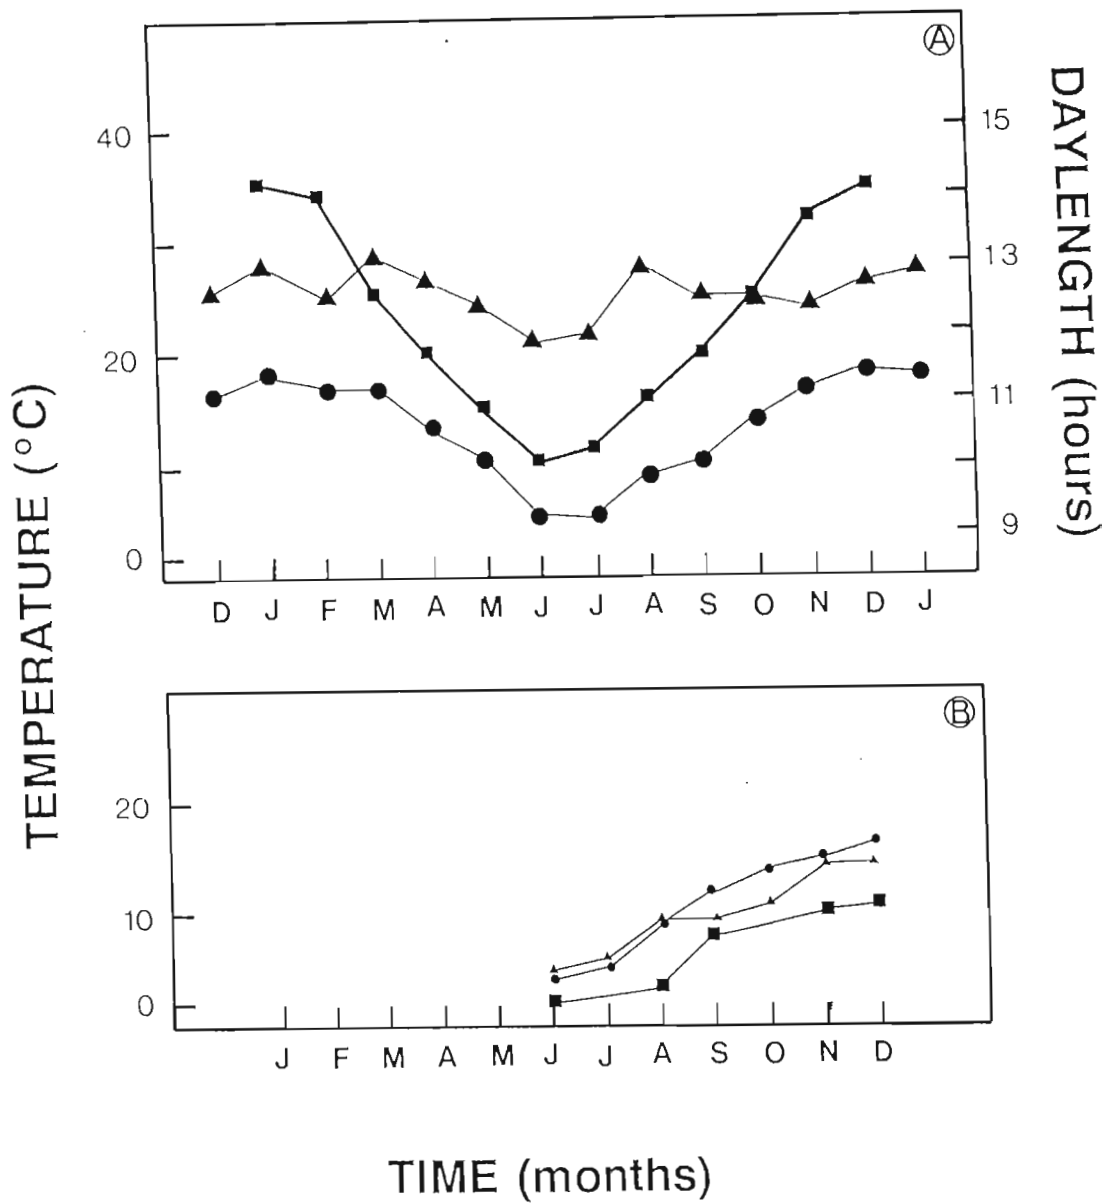 A
40
20
0
15
13
11
9
DAYLENGTH (hours)
TEMPERATURE (°C)
D J F M A M J J A S O N D J
B
20
10
0
J F M A M J J A S O N D
TIME (months)